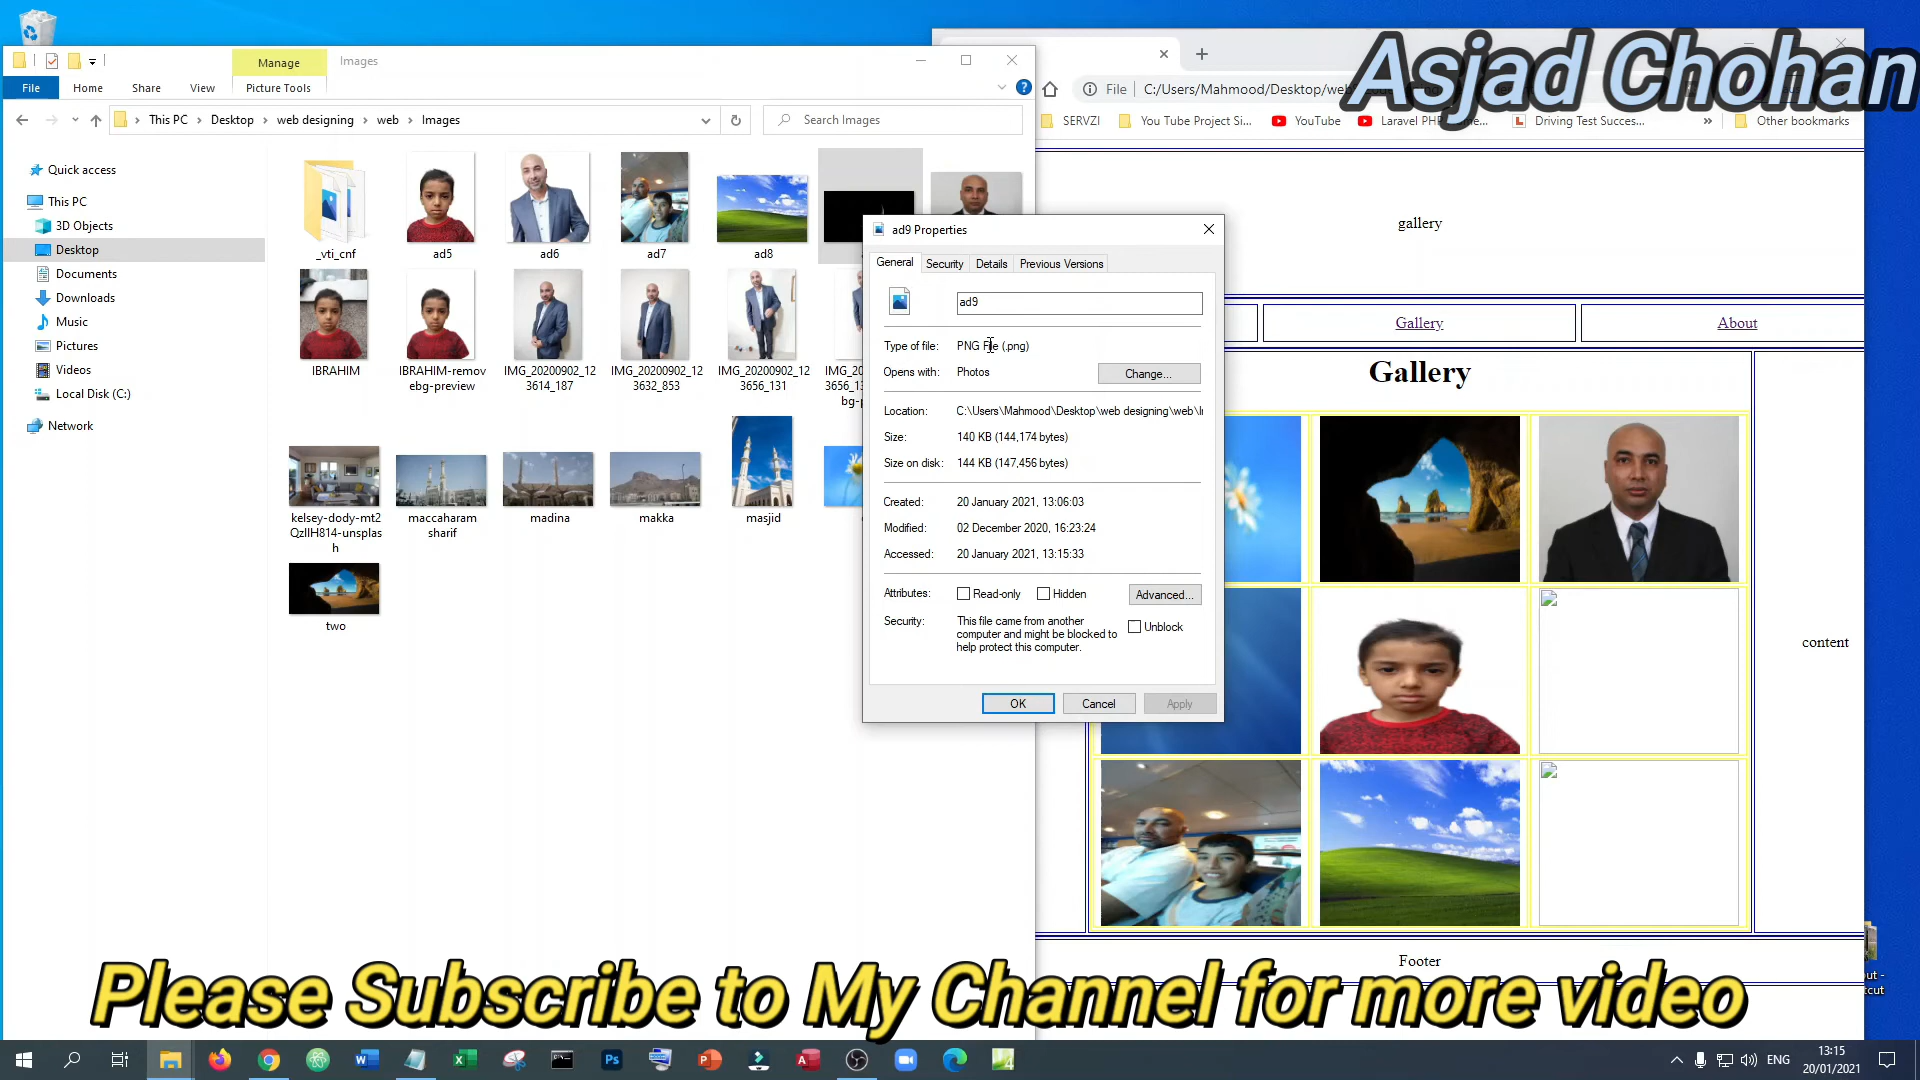 Asjad Chohan
Manage
Images
File
Home
Share
View
Picture Tools
This PC
Desktop
web designing
web
Images
Search Images
Quick access
This PC
3D Objects
Desktop
Documents
Downloads
Music
Pictures
Videos
Local Disk (C:)
Network
_vti_cnf
ad5
ad6
ad7
ad8
IBRAHIM
IBRAHIM-remov
ebg-preview
IMG_20200902_12
3614_187
IMG_20200902_12
3632_853
IMG_20200902_12
3656_131
kelsey-dody-mt2
QzIIH814-unsplas
h
maccaharam
sharif
madina
makka
masjid
two
ad9 Properties
General
Security
Details
Previous Versions
ad9
Type of file: PNG File (.png)
Opens with: Photos
Change...
Location: C:\Users\Mahmood\Desktop\web designing\web\I
Size: 140 KB (144,174 bytes)
Size on disk: 144 KB (147,456 bytes)
Created: 20 January 2021, 13:06:03
Modified: 02 December 2020, 16:23:24
Accessed: 20 January 2021, 13:15:33
Attributes: Read-only Hidden Advanced...
Security: This file came from another
computer and might be blocked to
help protect this computer.
Unblock
OK
Cancel
Apply
File C:/Users/Mahmood/Desktop/web
SERVZI
You Tube Project Si...
YouTube
Laravel PHP
Driving Test Succes...
Other bookmarks
gallery
Gallery
About
Gallery
content
Footer
Please Subscribe to My Channel for more video
ENG
13:15
20/01/2021